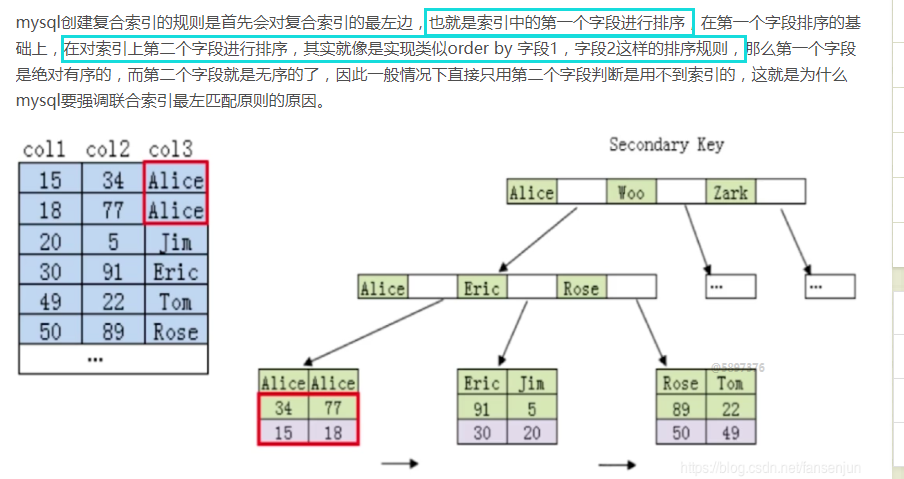 mysql创建复合索引的规则是首先会对复合索引的最左边，也就是索引中的第一个字段进行排序，在第一个字段排序的基
础上，在对索引上第二个字段进行排序，其实就像是实现类似order by 字段1，字段2这样的排序规则，那么第一个字段
是绝对有序的，而第二个字段就是无序的了，因此一般情况下直接只用第二个字段判断是用不到索引的，这就是为什么
mysql要强调联合索引最左匹配原则的原因。
col1 col2 col3
15 34 Alice
18 77 Alice
20 5 Jim
30 91 Eric
49 22 Tom
50 89 Rose
...
Secondary Key
Alice Woo Zark
Alice Eric Rose
... ...
Alice Alice
34 77
15 18
Eric Jim
91 5
30 20
@5897376
Rose Tom
89 22
50 49
https://blog.csdn.net/fansenjun